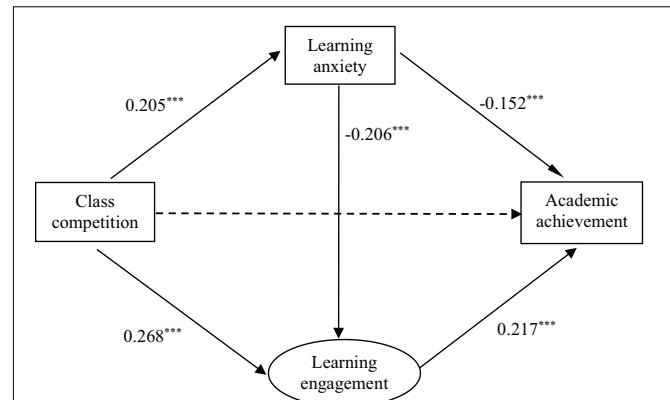 Learning
anxiety
0.205***
-0.152***
-0.206***
Class
competition
Academic
achievement
0.268***
0.217***
Learning
engagement